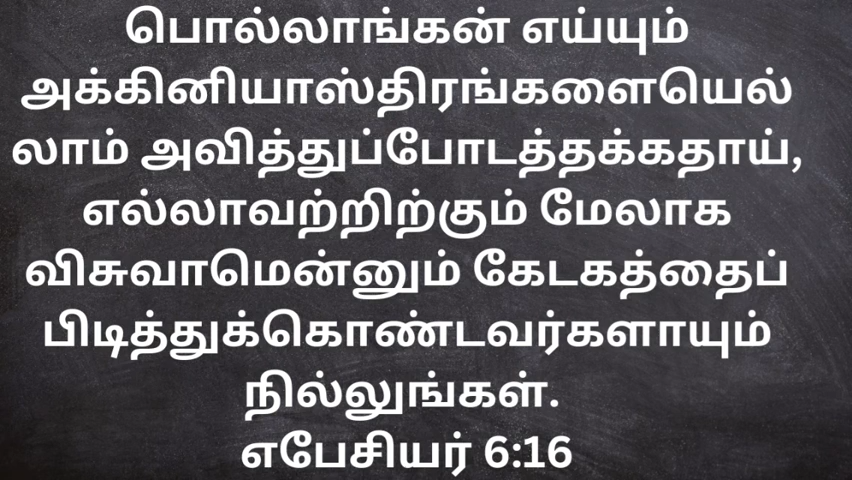 பொல்லாங்கன் எய்யும்
அக்கினியாஸ்திரங்களையெல்
லாம் அவித்துப்போடத்தக்கதாய்,
எல்லாவற்றிற்கும் மேலாக
விசுவாமென்னும் கேடகத்தைப்
பிடித்துக்கொண்டவர்களாயும்
நில்லுங்கள்.
எபேசியர் 6:16